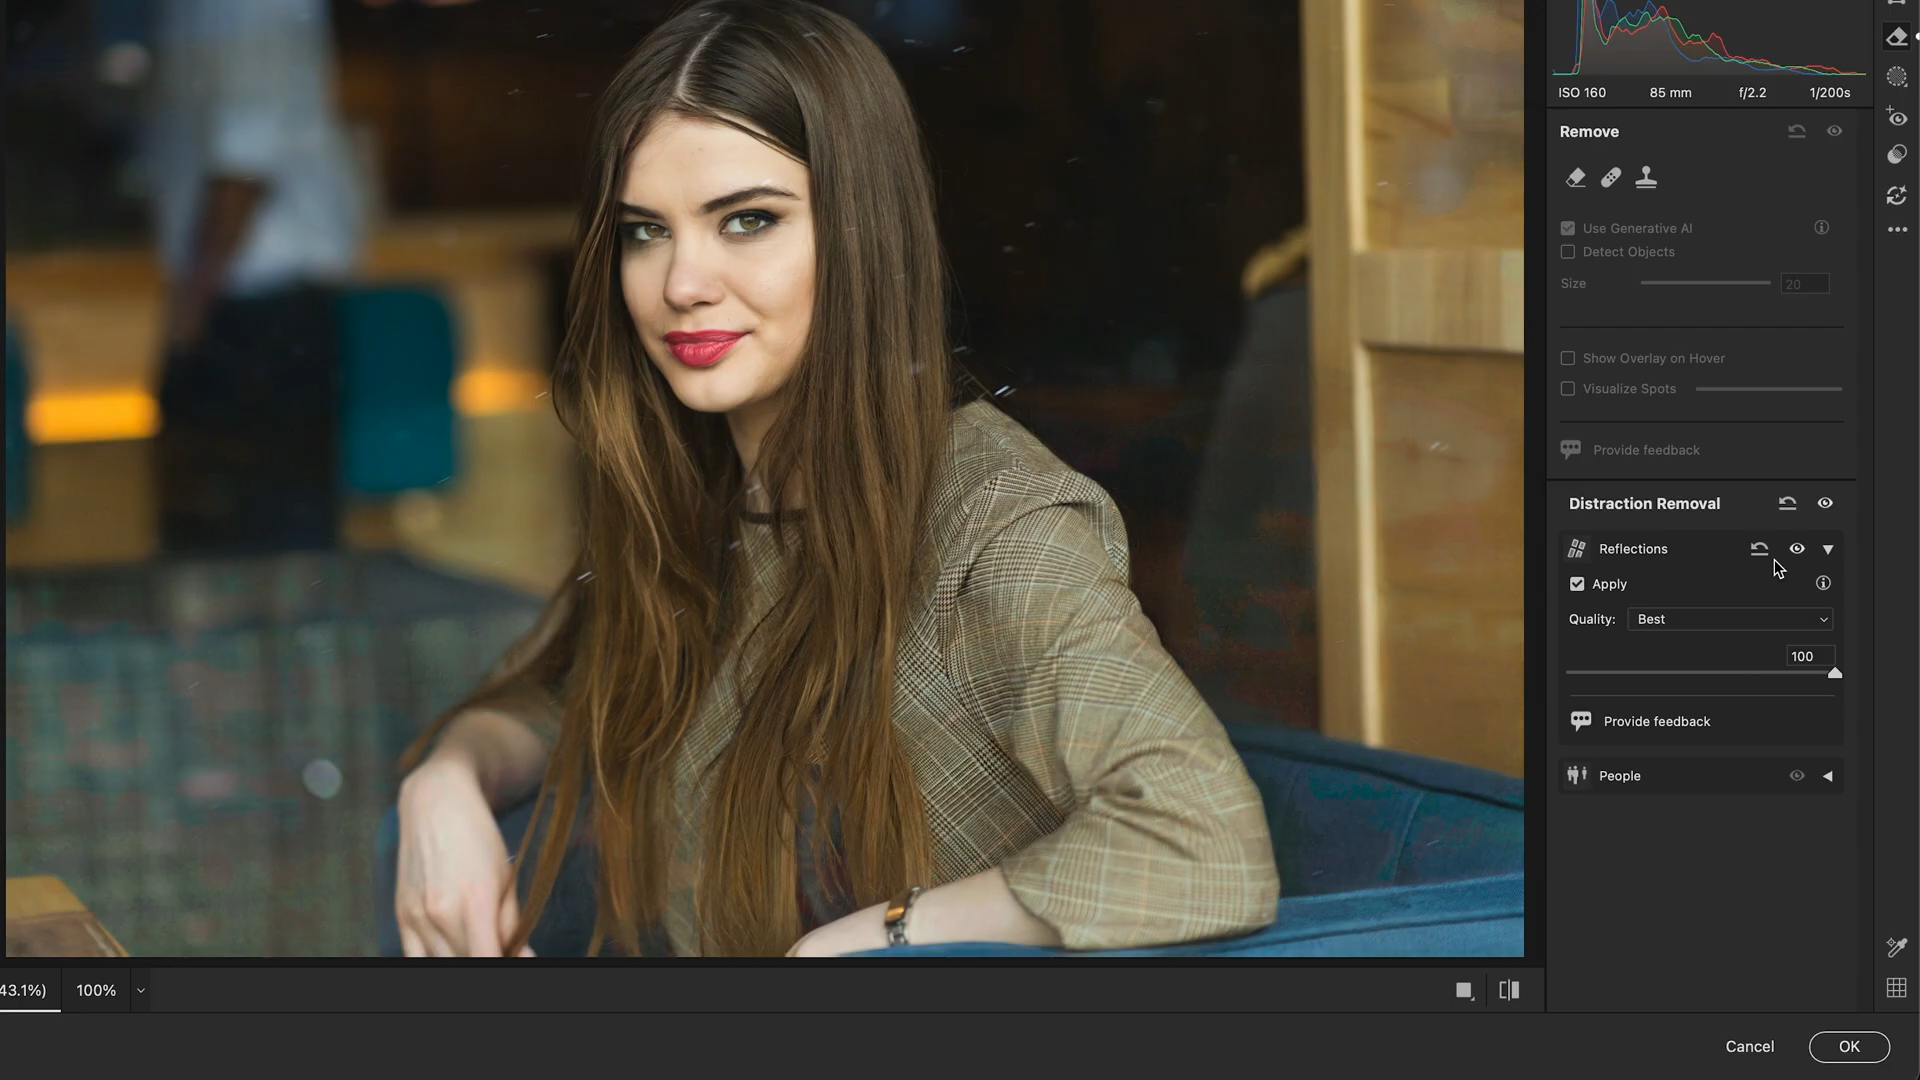 ISO 160 85 mm f/2.2 1/200s
Remove
Use Generative AI
Detect Objects
Size 20
Show Overlay on Hover
Visualize Spots
Provide feedback
Distraction Removal
Reflections
Apply
Quality: Best
100
Provide feedback
People
43.1%) 100%
Cancel OK